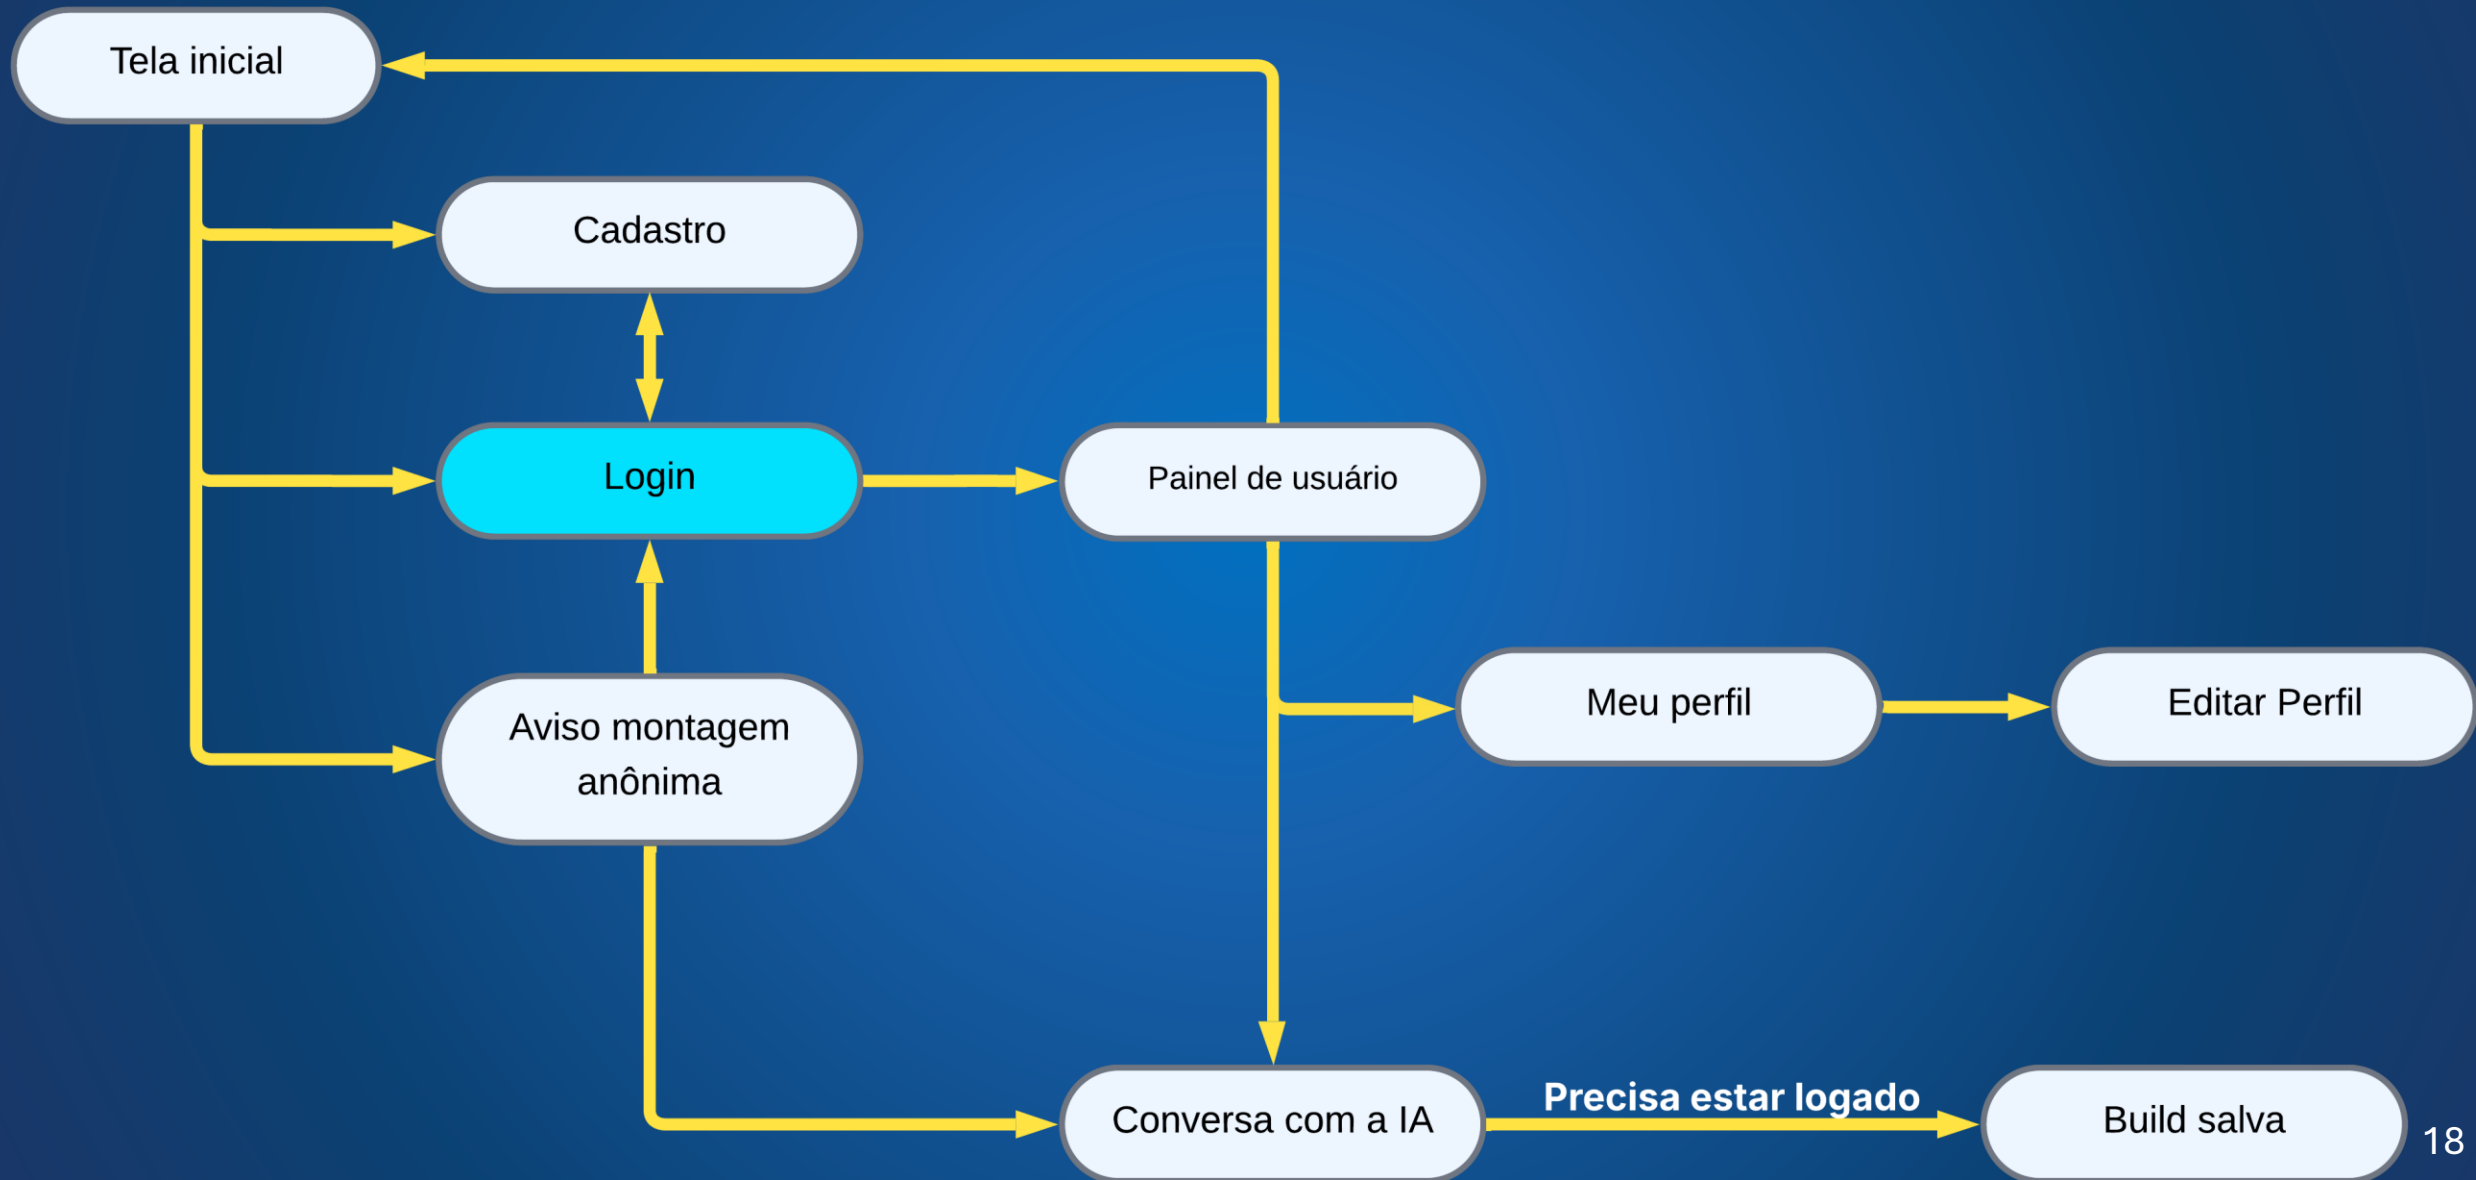 Tela inicial
Cadastro
Login
Painel de usuário
Aviso montagem
anônima
Meu perfil
Editar Perfil
Conversa com a IA
Precisa estar logado
Build salva
18